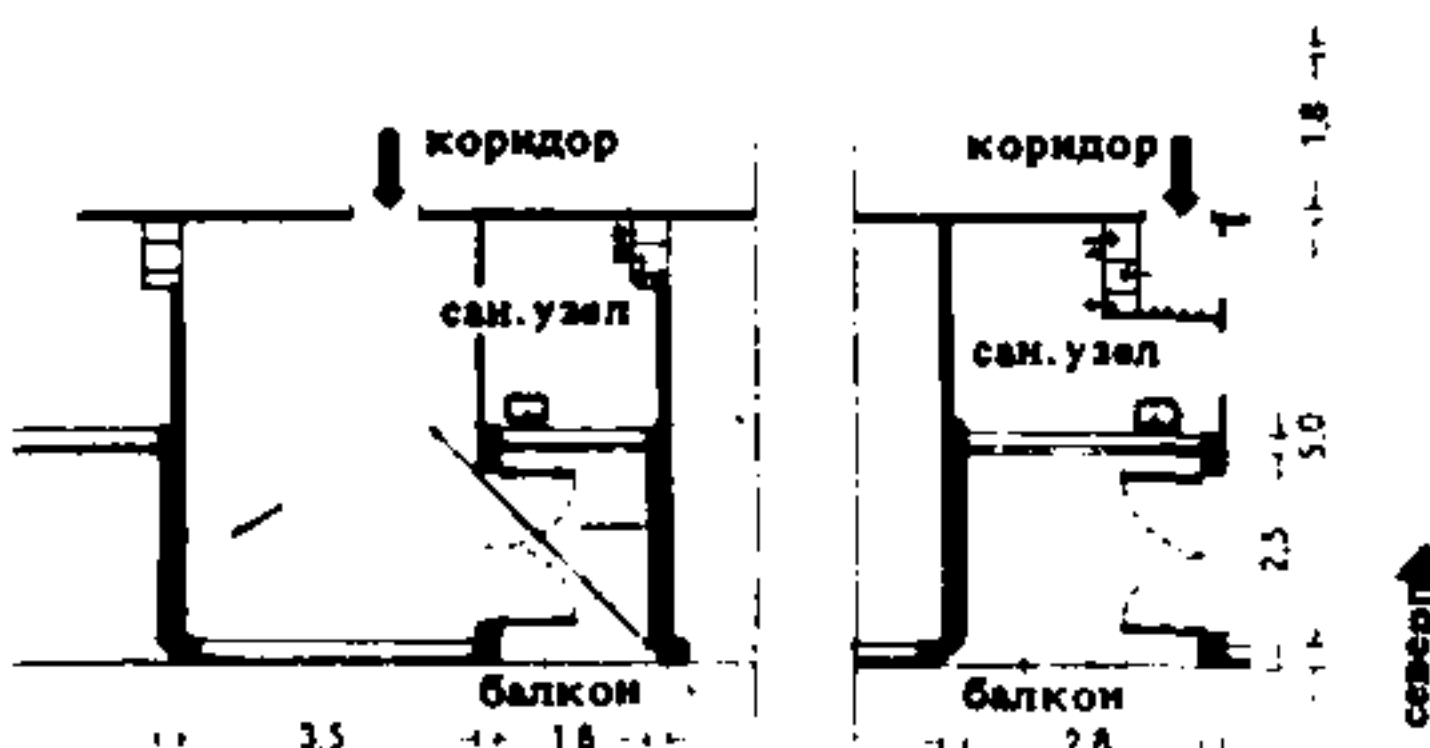 коридор
коридор
1,8
сан.узел
сан.узел
5.0
2.5
север
балкон
балкон
3.5
1.8
2.8